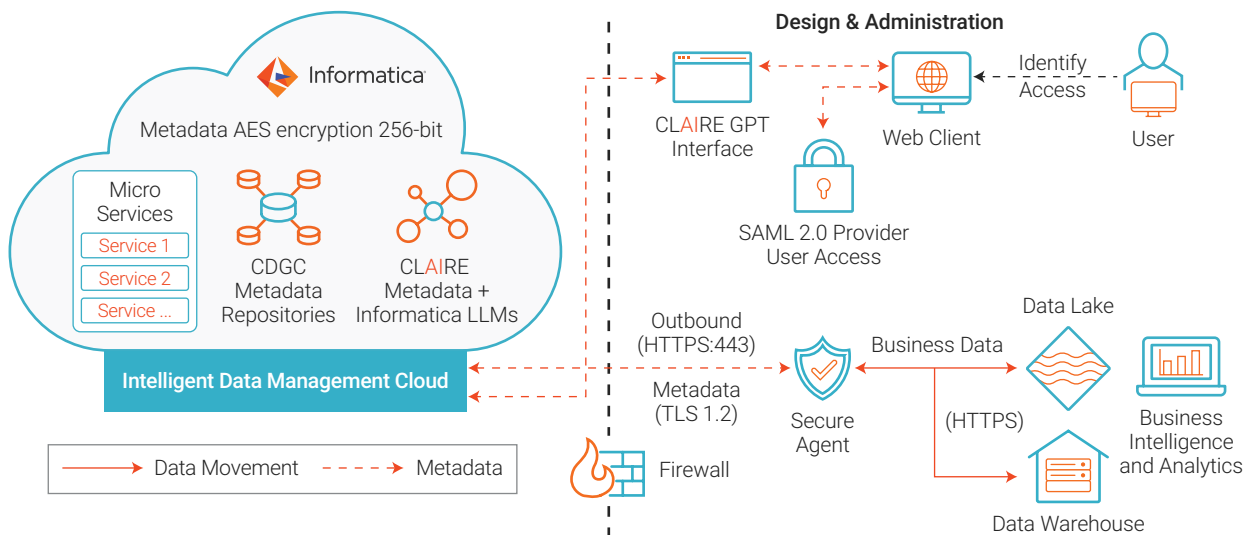 Informatica
Metadata AES encryption 256-bit
Micro
Services
Service 1
Service 2
Service ...
CDGC
Metadata
Repositories
CLAIRE
Metadata +
Informatica LLMs
Intelligent Data Management Cloud
Data Movement
Metadata
Design & Administration
CLAIRE GPT
Interface
Web Client
Identify
Access
User
SAML 2.0 Provider
User Access
Outbound
(HTTPS:443)
Metadata
(TLS 1.2)
Secure
Agent
Business Data
(HTTPS)
Data Lake
Business
Intelligence
and Analytics
Data Warehouse
Firewall